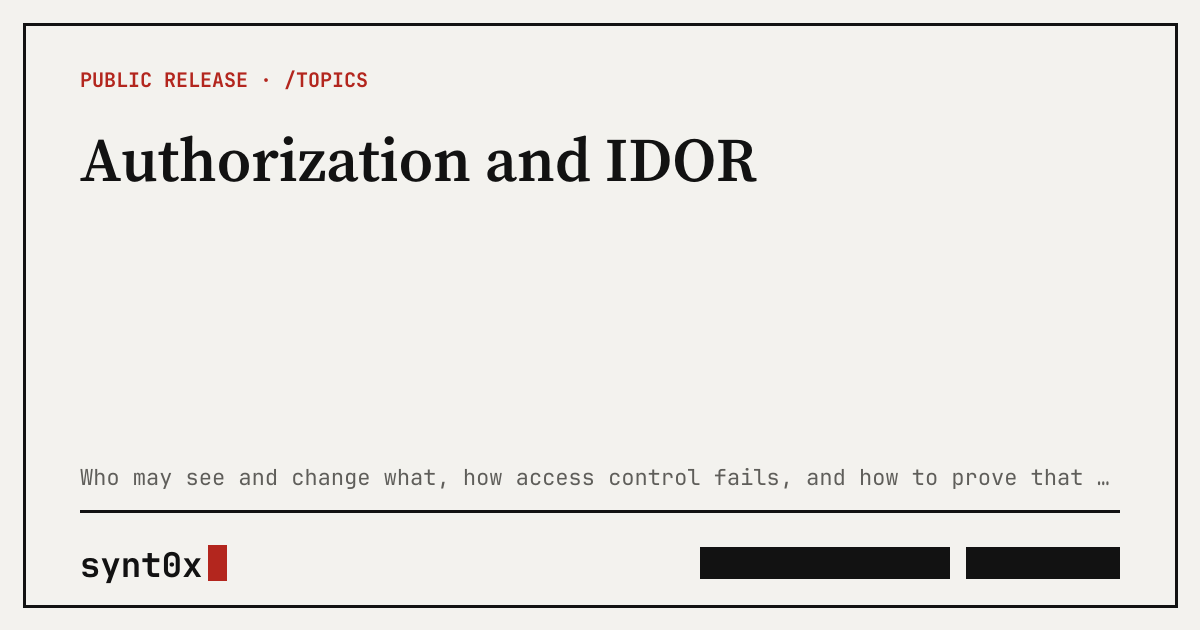 PUBLIC RELEASE · /TOPICS
Authorization and IDOR
Who may see and change what, how access control fails, and how to prove that …
synt0x